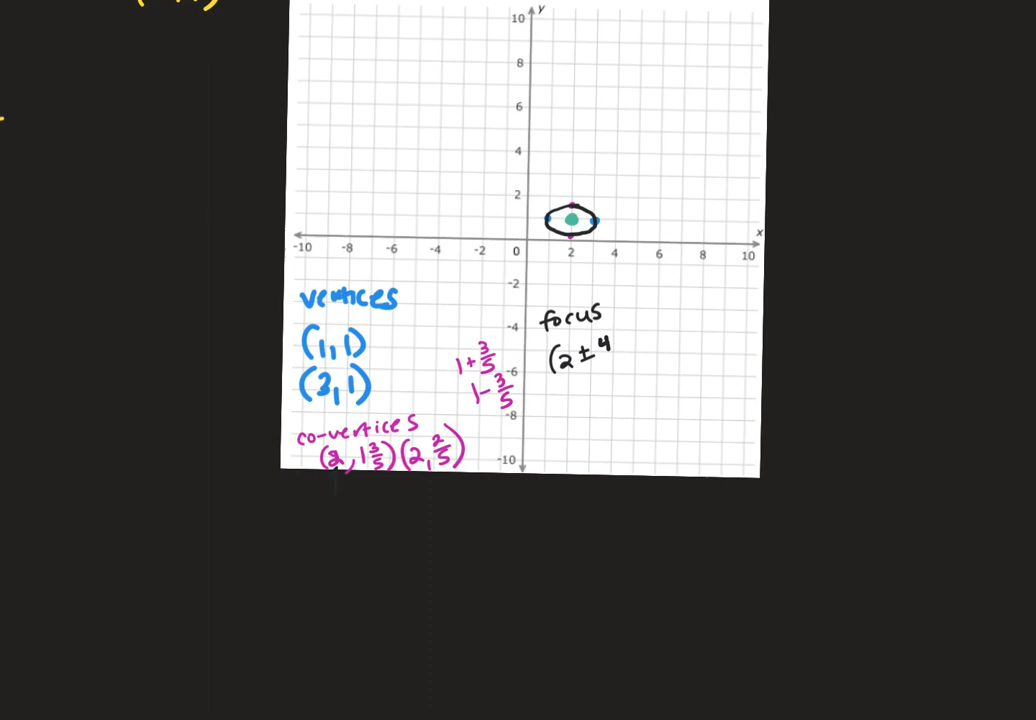 y
10
8
6
4
2
x
-10 -8 -6 -4 -2 0 2 4 6 8 10
-2
-4
-6
-8
-10
vertices
(1,1)
(3,1)
co-vertices
(2, 1 3/5) (2, 2/5)
1 + 3/5
1 - 3/5
focus
(2 ± 4